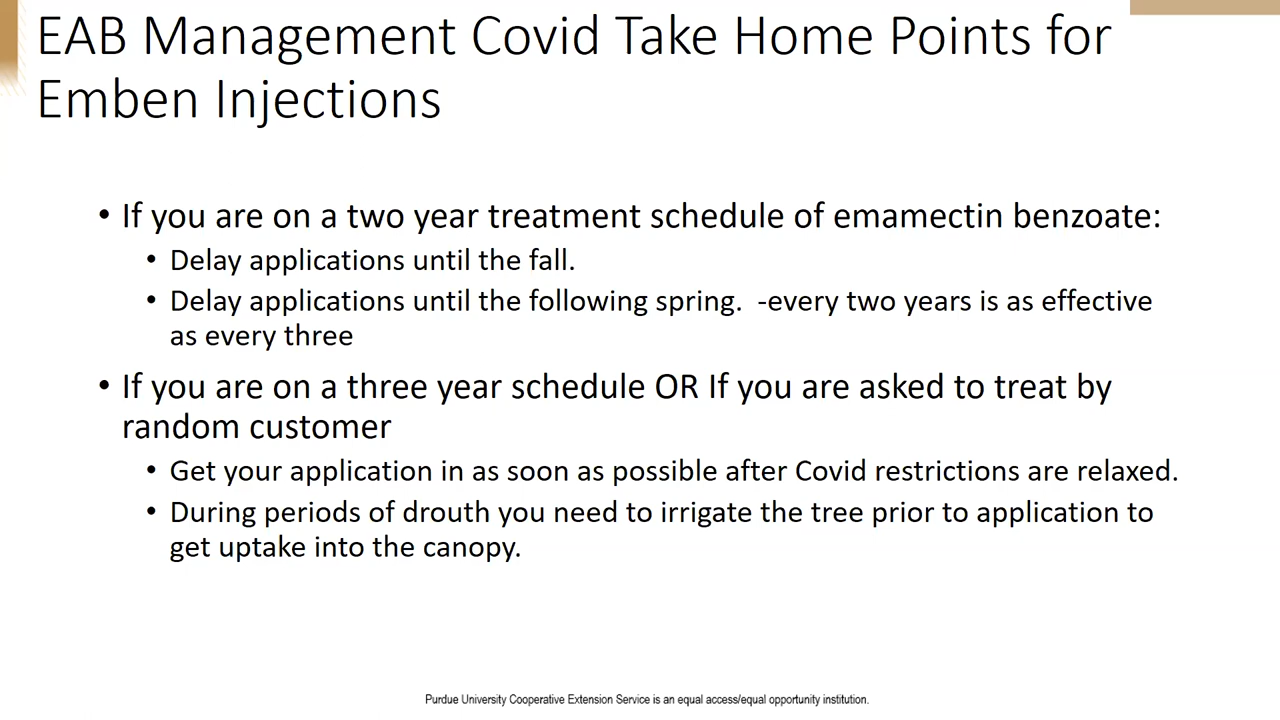 EAB Management Covid Take Home Points for
Emben Injections
• If you are on a two year treatment schedule of emamectin benzoate:
• Delay applications until the fall.
• Delay applications until the following spring.  -every two years is as effective
as every three
• If you are on a three year schedule OR If you are asked to treat by
random customer
• Get your application in as soon as possible after Covid restrictions are relaxed.
• During periods of drouth you need to irrigate the tree prior to application to
get uptake into the canopy.
Purdue University Cooperative Extension Service is an equal access/equal opportunity institution.